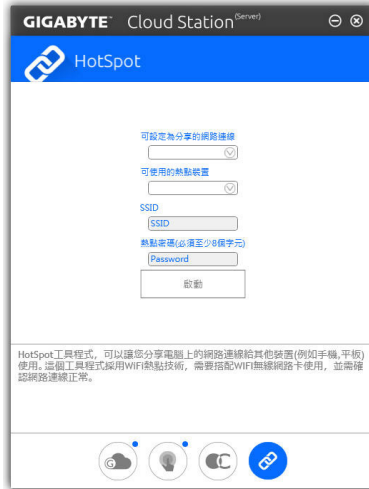 GIGABYTE™ Cloud Station(Server)
HotSpot
可設定為分享的網路連線
可使用的熱點裝置
SSID
SSID
熱點密碼(必須至少8個字元)
Password
啟動
HotSpot工具程式，可以讓您分享電腦上的網路連線給其他裝置(例如手機,平板)
使用。這個工具程式採用WIFI熱點技術，需要搭配WIFI無線網路卡使用，並需確
認網路連線正常。
G